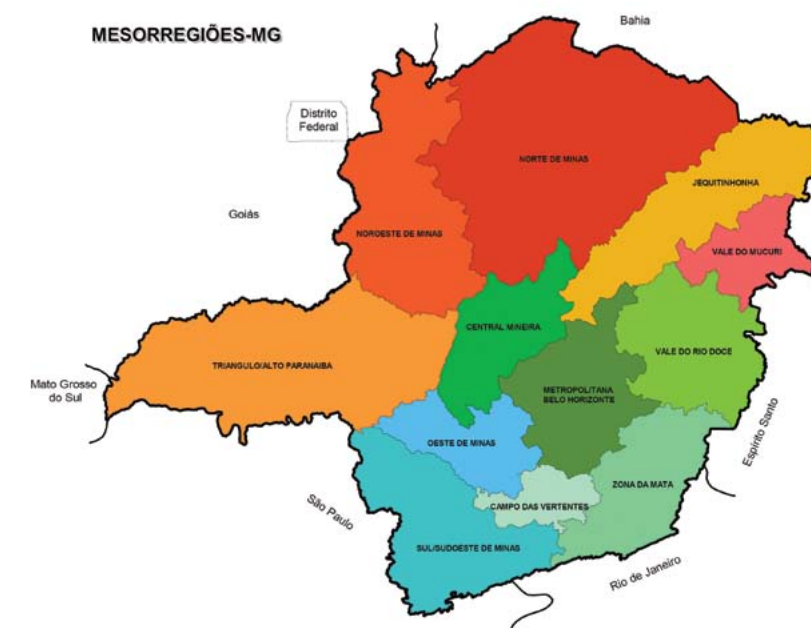 MESORREGIÕES-MG
Bahia
Distrito
Federal
NORTE DE MINAS
JEQUITINHONHA
Goiás
NOROESTE DE MINAS
VALE DO MUCURI
CENTRAL MINEIRA
VALE DO RIO DOCE
TRIANGULO/ALTO PARANAIBA
Mato Grosso
do Sul
METROPOLITANA
BELO HORIZONTE
Espírito Santo
OESTE DE MINAS
ZONA DA MATA
CAMPO DAS VERTENTES
São Paulo
SUL/SUDOESTE DE MINAS
Rio de Janeiro